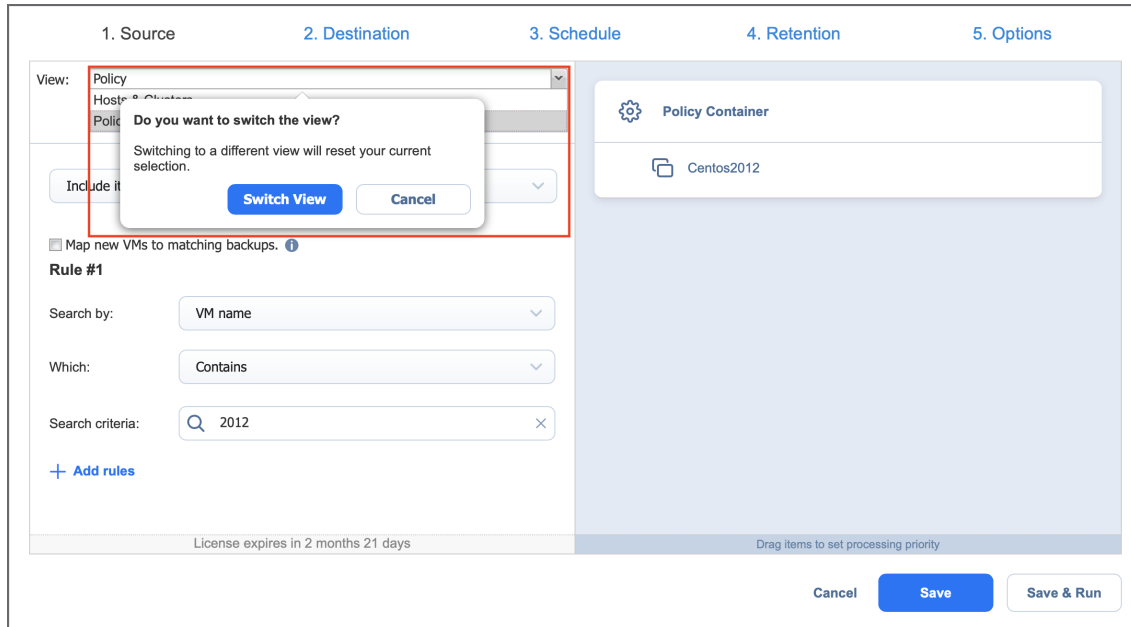 1. Source
2. Destination
3. Schedule
4. Retention
5. Options
View:
Policy
Do you want to switch the view?
Switching to a different view will reset your current
selection.
Switch View
Cancel
Map new VMs to matching backups.
Rule #1
Search by:
VM name
Which:
Contains
Search criteria:
2012
Add rules
License expires in 2 months 21 days
Policy Container
Centos2012
Drag items to set processing priority
Cancel
Save
Save & Run